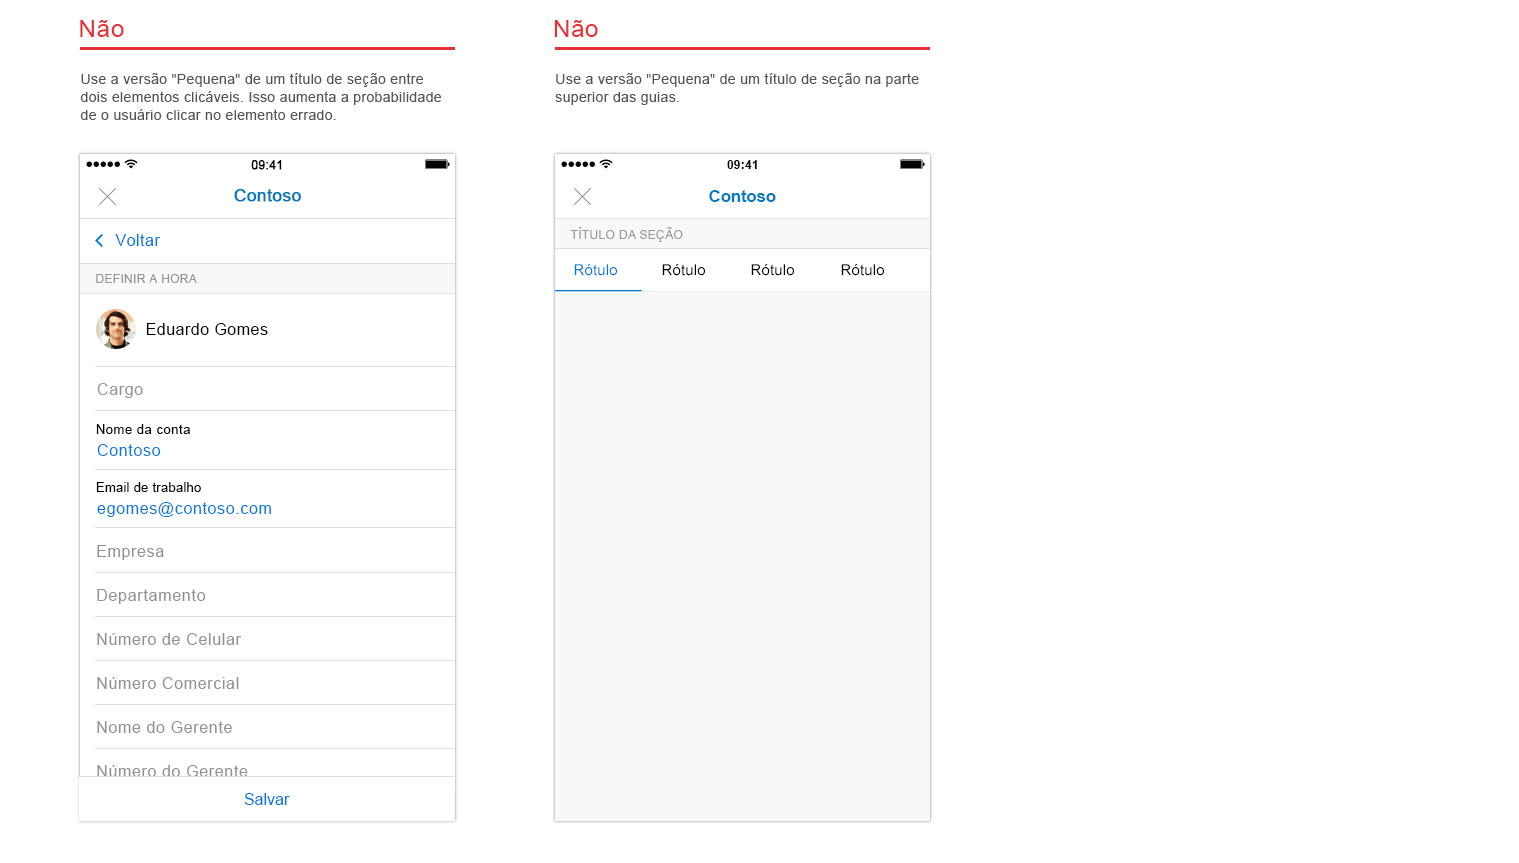 Não
Use a versão "Pequena" de um título de seção entre
dois elementos clicáveis. Isso aumenta a probabilidade
de o usuário clicar no elemento errado.
09:41
Contoso
Voltar
DEFINIR A HORA
Eduardo Gomes
Cargo
Nome da conta
Contoso
Email de trabalho
egomes@contoso.com
Empresa
Departamento
Número de Celular
Número Comercial
Nome do Gerente
Número do Gerente
Salvar
Não
Use a versão "Pequena" de um título de seção na parte
superior das guias.
09:41
Contoso
TÍTULO DA SEÇÃO
Rótulo Rótulo Rótulo Rótulo